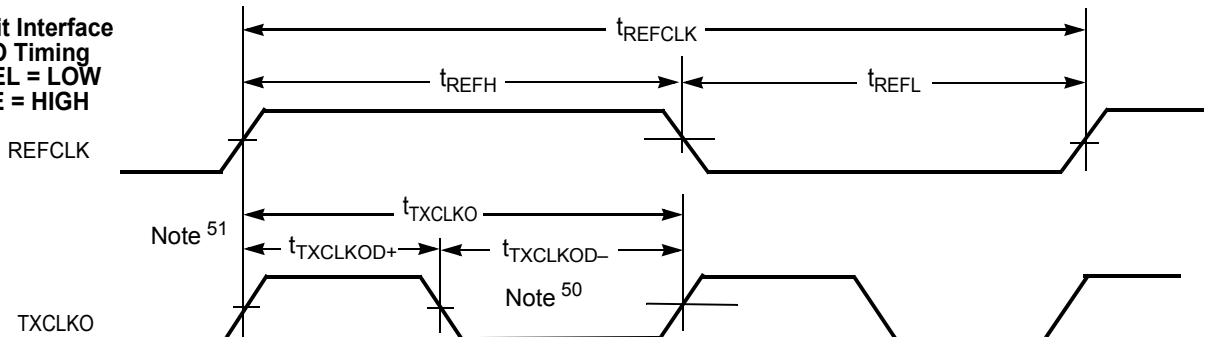 it Interface
Timing
EL = LOW
E = HIGH
tREFCLK
tREFH
tREFL
REFCLK
tTXCLKO
Note 51
tTXCLKOD+
tTXCLKOD–
Note 50
TXCLKO